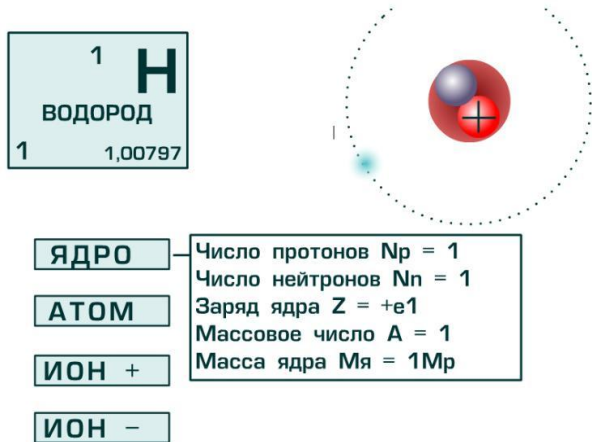 1 H
ВОДОРОД
1 1,00797
+
ЯДРО
Число протонов Np = 1
Число нейтронов Nn = 1
Заряд ядра Z = +e1
Массовое число A = 1
Масса ядра Mя = 1Mp
АТОМ
ИОН +
ИОН −